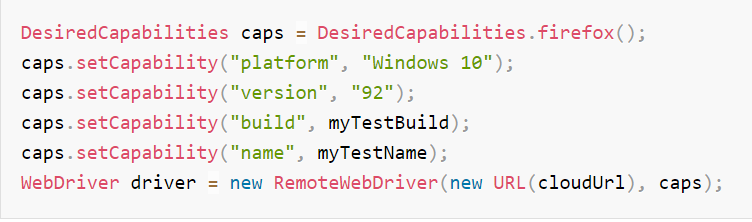 DesiredCapabilities caps = DesiredCapabilities.firefox();
caps.setCapability("platform", "Windows 10");
caps.setCapability("version", "92");
caps.setCapability("build", myTestBuild);
caps.setCapability("name", myTestName);
WebDriver driver = new RemoteWebDriver(new URL(cloudUrl), caps);